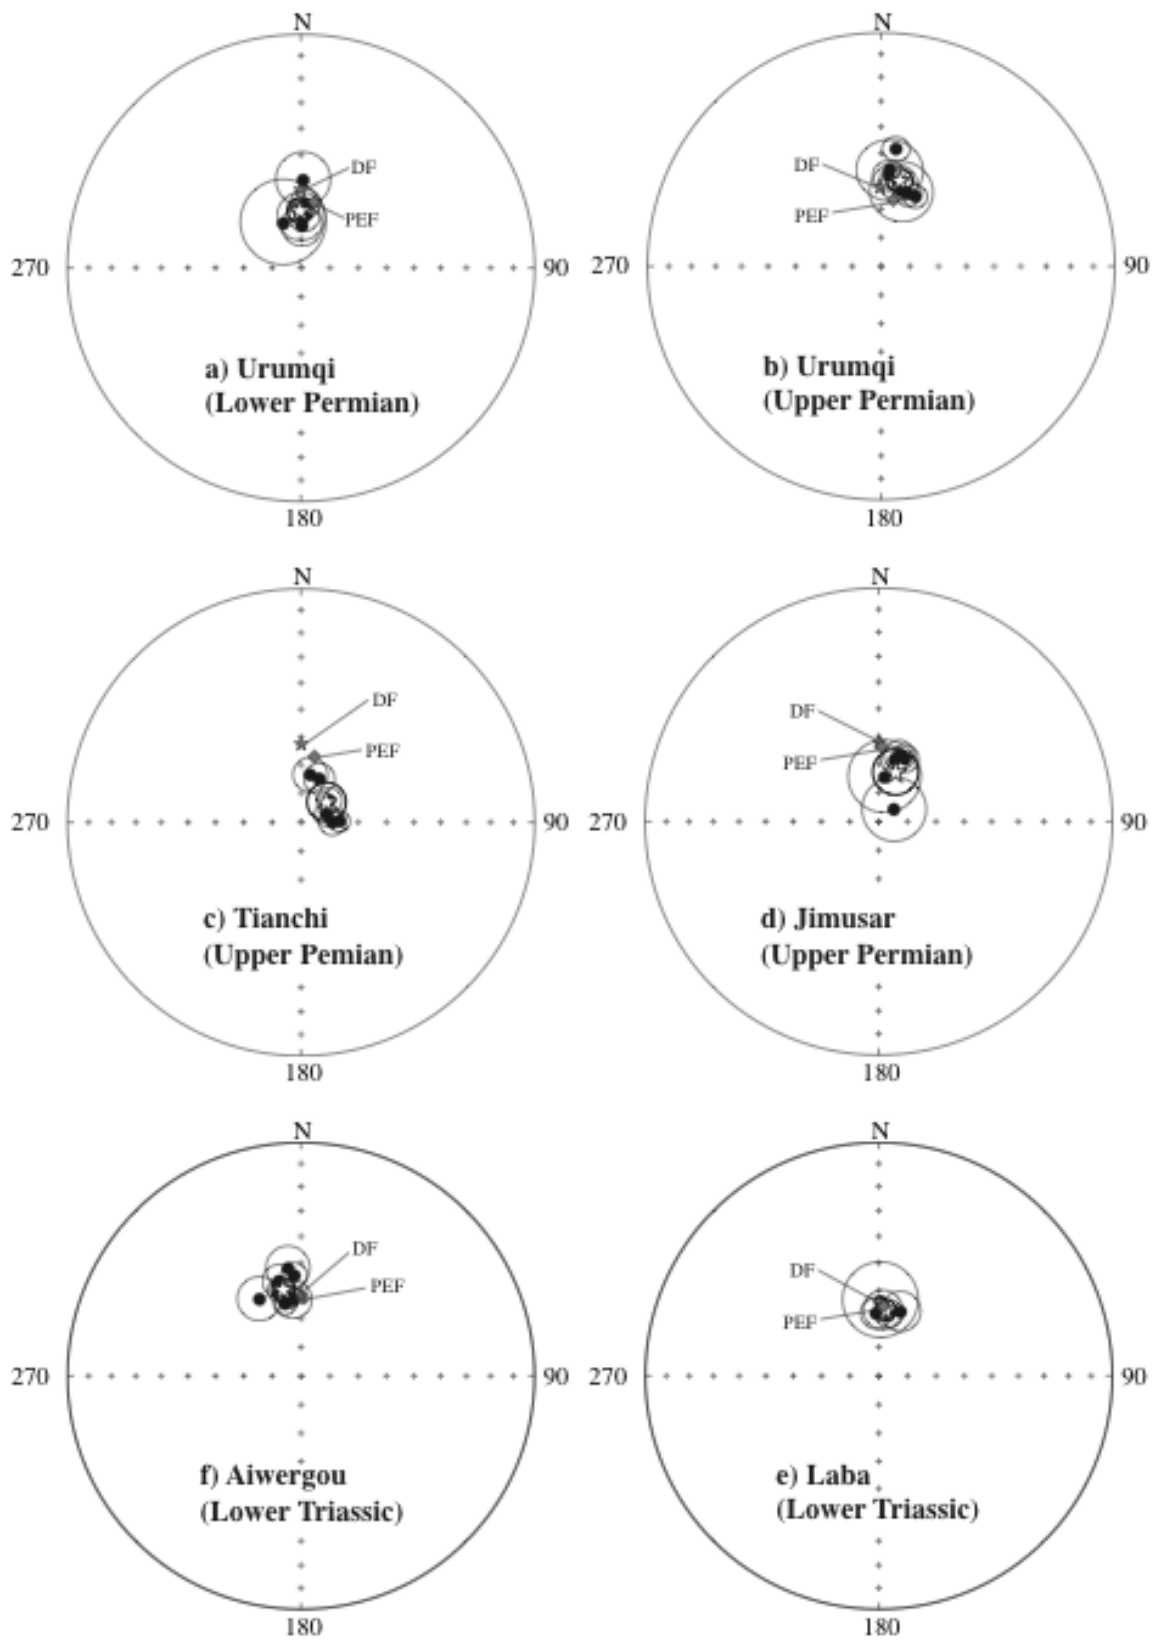 N
DF
PEF
270
90
a) Urumqi
(Lower Permian)
180
N
DF
PEF
270
90
b) Urumqi
(Upper Permian)
180
N
DF
PEF
270
90
c) Tianchi
(Upper Pemian)
180
N
DF
PEF
270
90
d) Jimusar
(Upper Permian)
180
N
DF
PEF
270
90
f) Aiwergou
(Lower Triassic)
180
N
DF
PEF
270
90
e) Laba
(Lower Triassic)
180